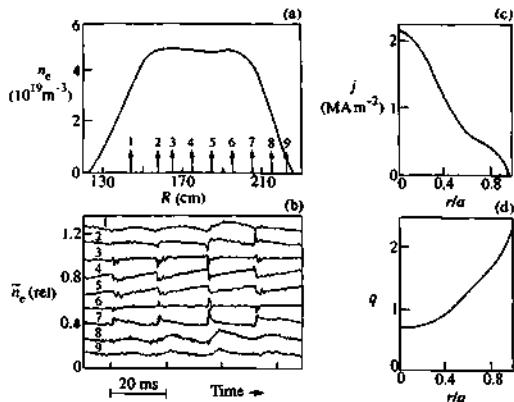 (a)
6
4
2
0
n_e
(10^19 m^-3)
1 2 3 4 5 6 7 8 9
130 170 210
R (cm)
(b)
1.2
0.8
0.4
0
ñ_e (rel)
1
2
3
4
5
6
7
8
9
20 ms
Time →
(c)
2
1
0
j
(MA m^-2)
0 0.4 0.8
r/a
(d)
2
1
0
q
0 0.4 0.8
r/a